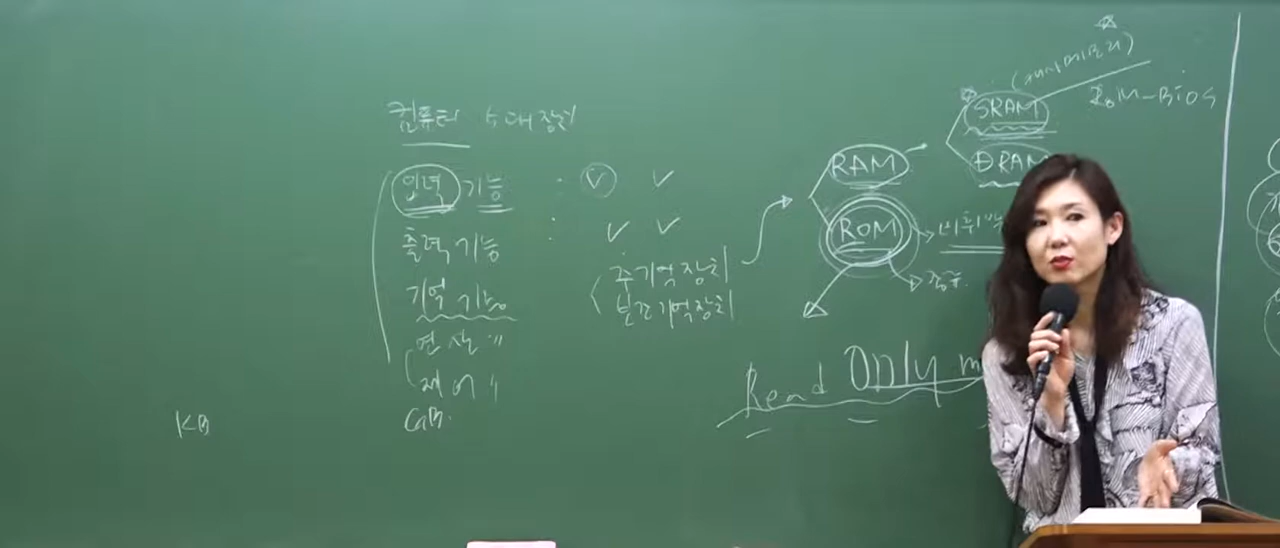 컴퓨터 5대 장치
입력 기능 : ✓ ✓
출력 기능 : ✓ ✓
기억 기능
주기억장치
보조기억장치
연산 〃
제어 〃
GB.
KB
RAM
ROM
SRAM
(캐시메모리)
ROM-BiOS
DRAM
비휘발
종류.
Read Only m